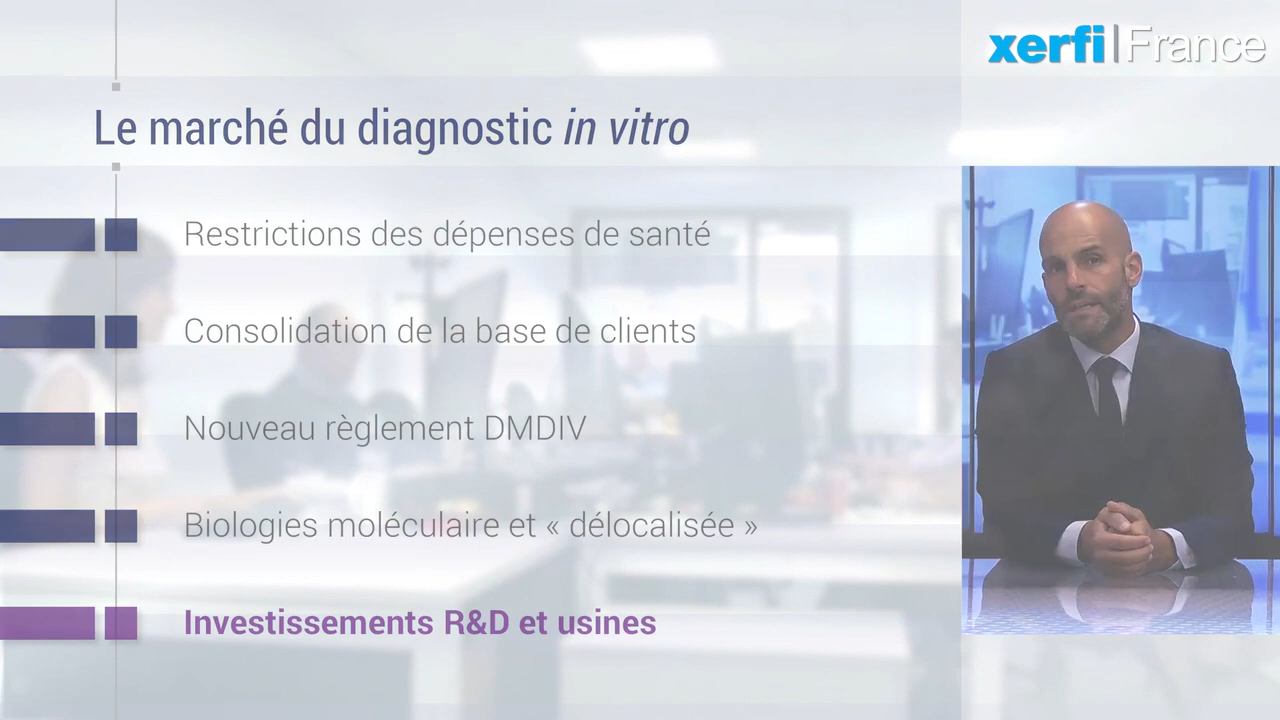 xerfi | France
Le marché du diagnostic in vitro
Restrictions des dépenses de santé
Consolidation de la base de clients
Nouveau règlement DMDIV
Biologies moléculaire et « délocalisée »
Investissements R&D et usines